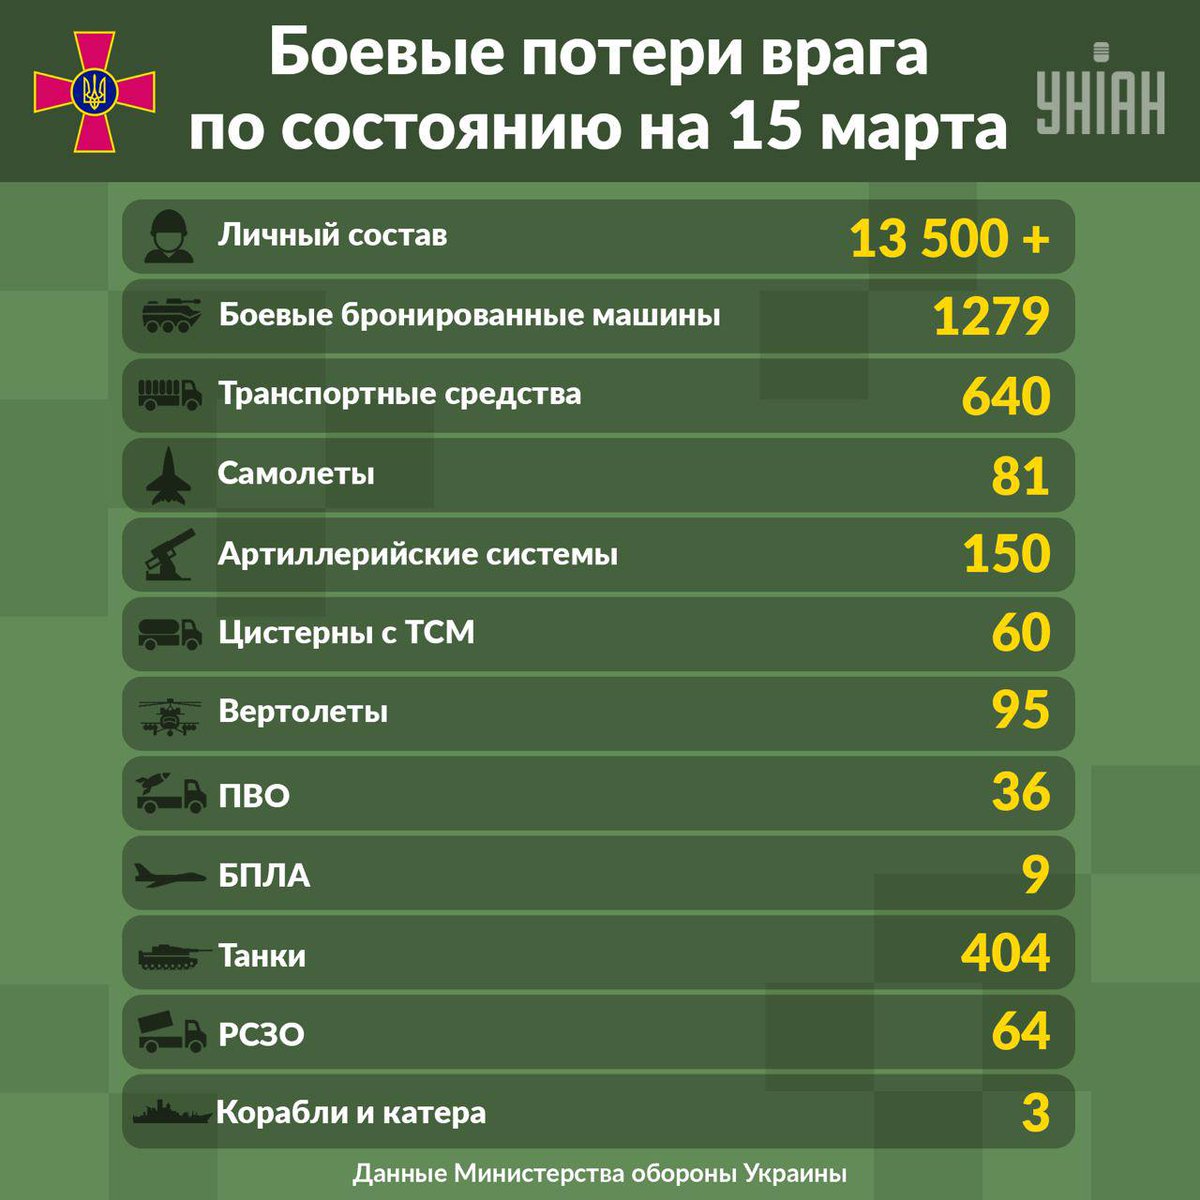 Боевые потери врага
по состоянию на 15 марта
УНІАН
Личный состав 13 500 +
Боевые бронированные машины 1279
Транспортные средства 640
Самолеты 81
Артиллерийские системы 150
Цистерны с ТСМ 60
Вертолеты 95
ПВО 36
БПЛА 9
Танки 404
РСЗО 64
Корабли и катера 3
Данные Министерства обороны Украины